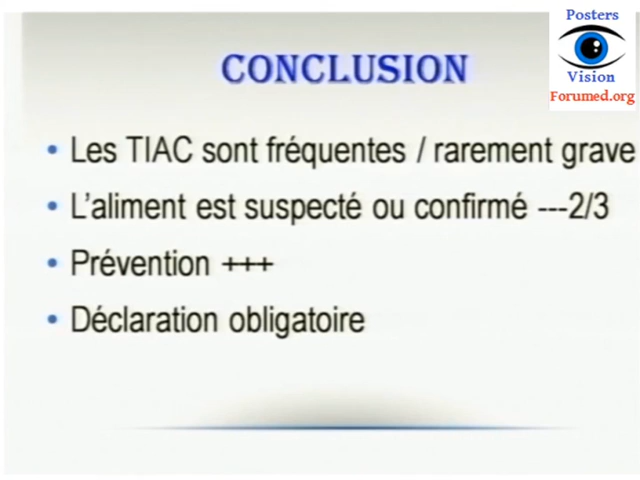 Posters
Vision
Forumed.org
CONCLUSION
• Les TIAC sont fréquentes / rarement grave
• L'aliment est suspecté ou confirmé ---2/3
• Prévention +++
• Déclaration obligatoire